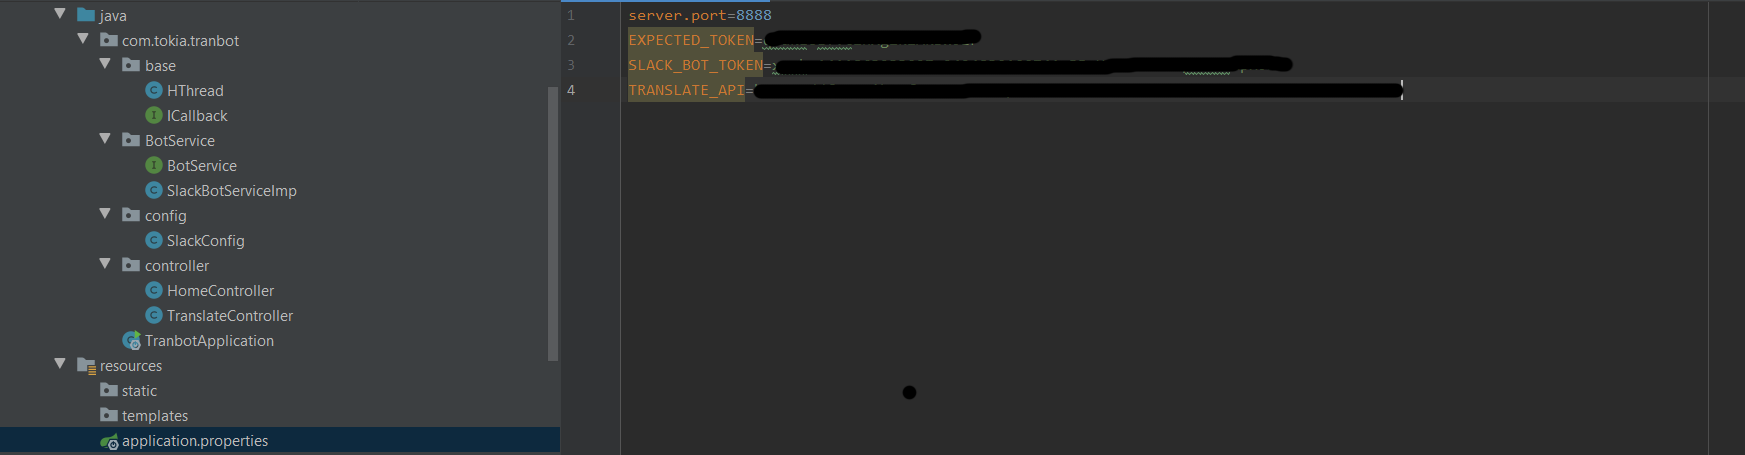 java
com.tokia.tranbot
base
HThread
ICallback
BotService
BotService
SlackBotServiceImp
config
SlackConfig
controller
HomeController
TranslateController
TranbotApplication
resources
static
templates
application.properties
1 server.port=8888
2 EXPECTED_TOKEN=
3 SLACK_BOT_TOKEN=
4 TRANSLATE_API=